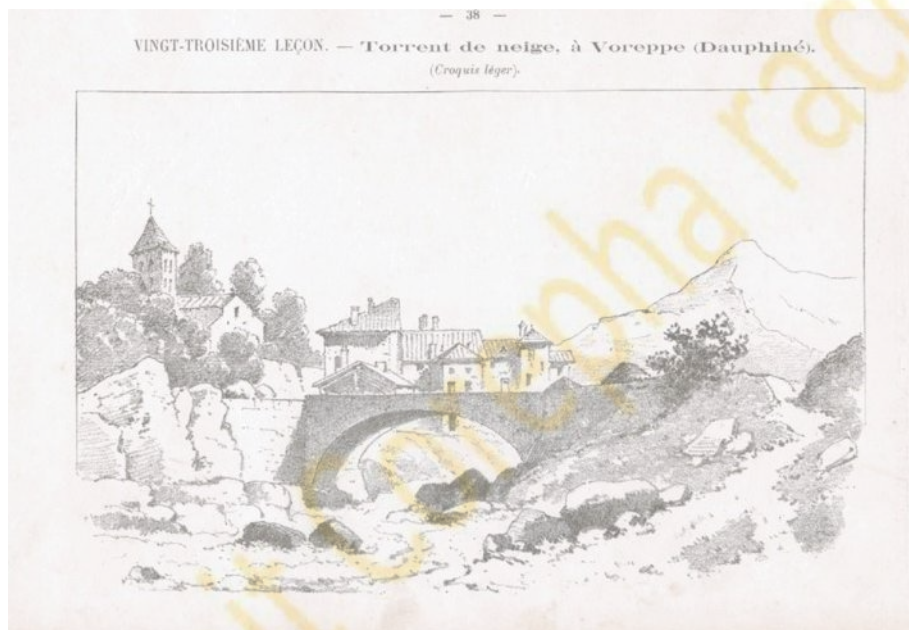 — 38 —
VINGT-TROISIÈME LEÇON. — Torrent de neige, à Voreppe (Dauphiné).
(Croquis léger).